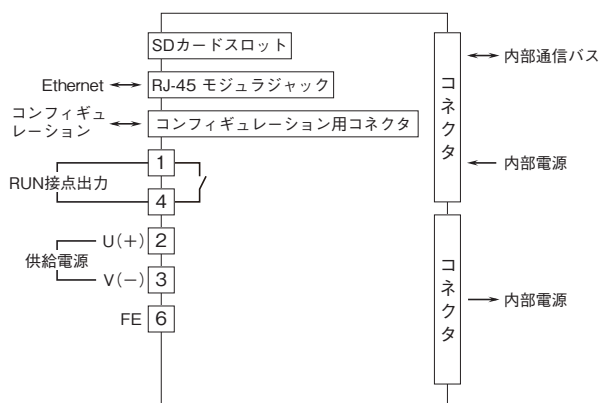 SDカードスロット
Ethernet
RJ-45 モジュラジャック
コンフィギュ
レーション
コンフィギュレーション用コネクタ
RUN接点出力
1
4
供給電源
U(+)
2
V(−)
3
FE
6
コネクタ
内部通信バス
内部電源
コネクタ
内部電源